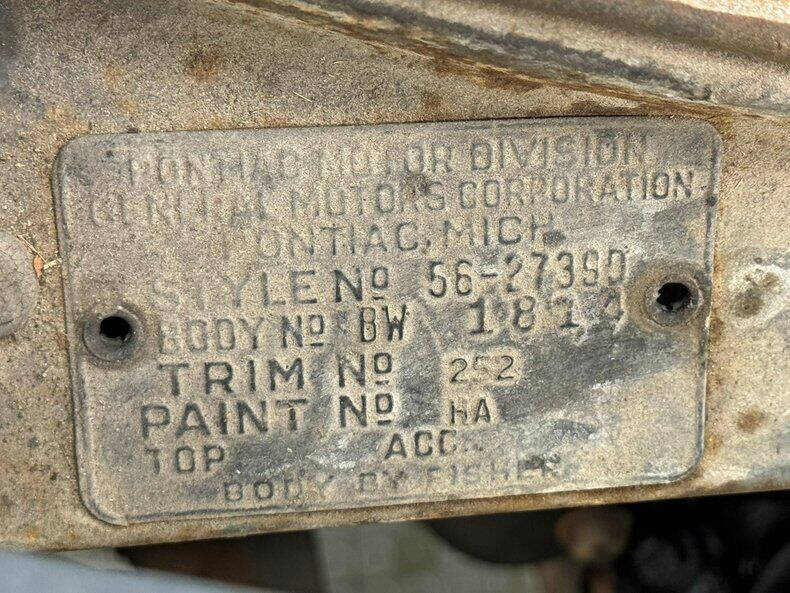 PONTIAC MOTOR DIVISION
GENERAL MOTORS CORPORATION
PONTIAC, MICH.
STYLE Nº 56-2739D
BODY Nº BW 1814
TRIM Nº 252
PAINT Nº HA
TOP ACC.
BODY BY FISHER